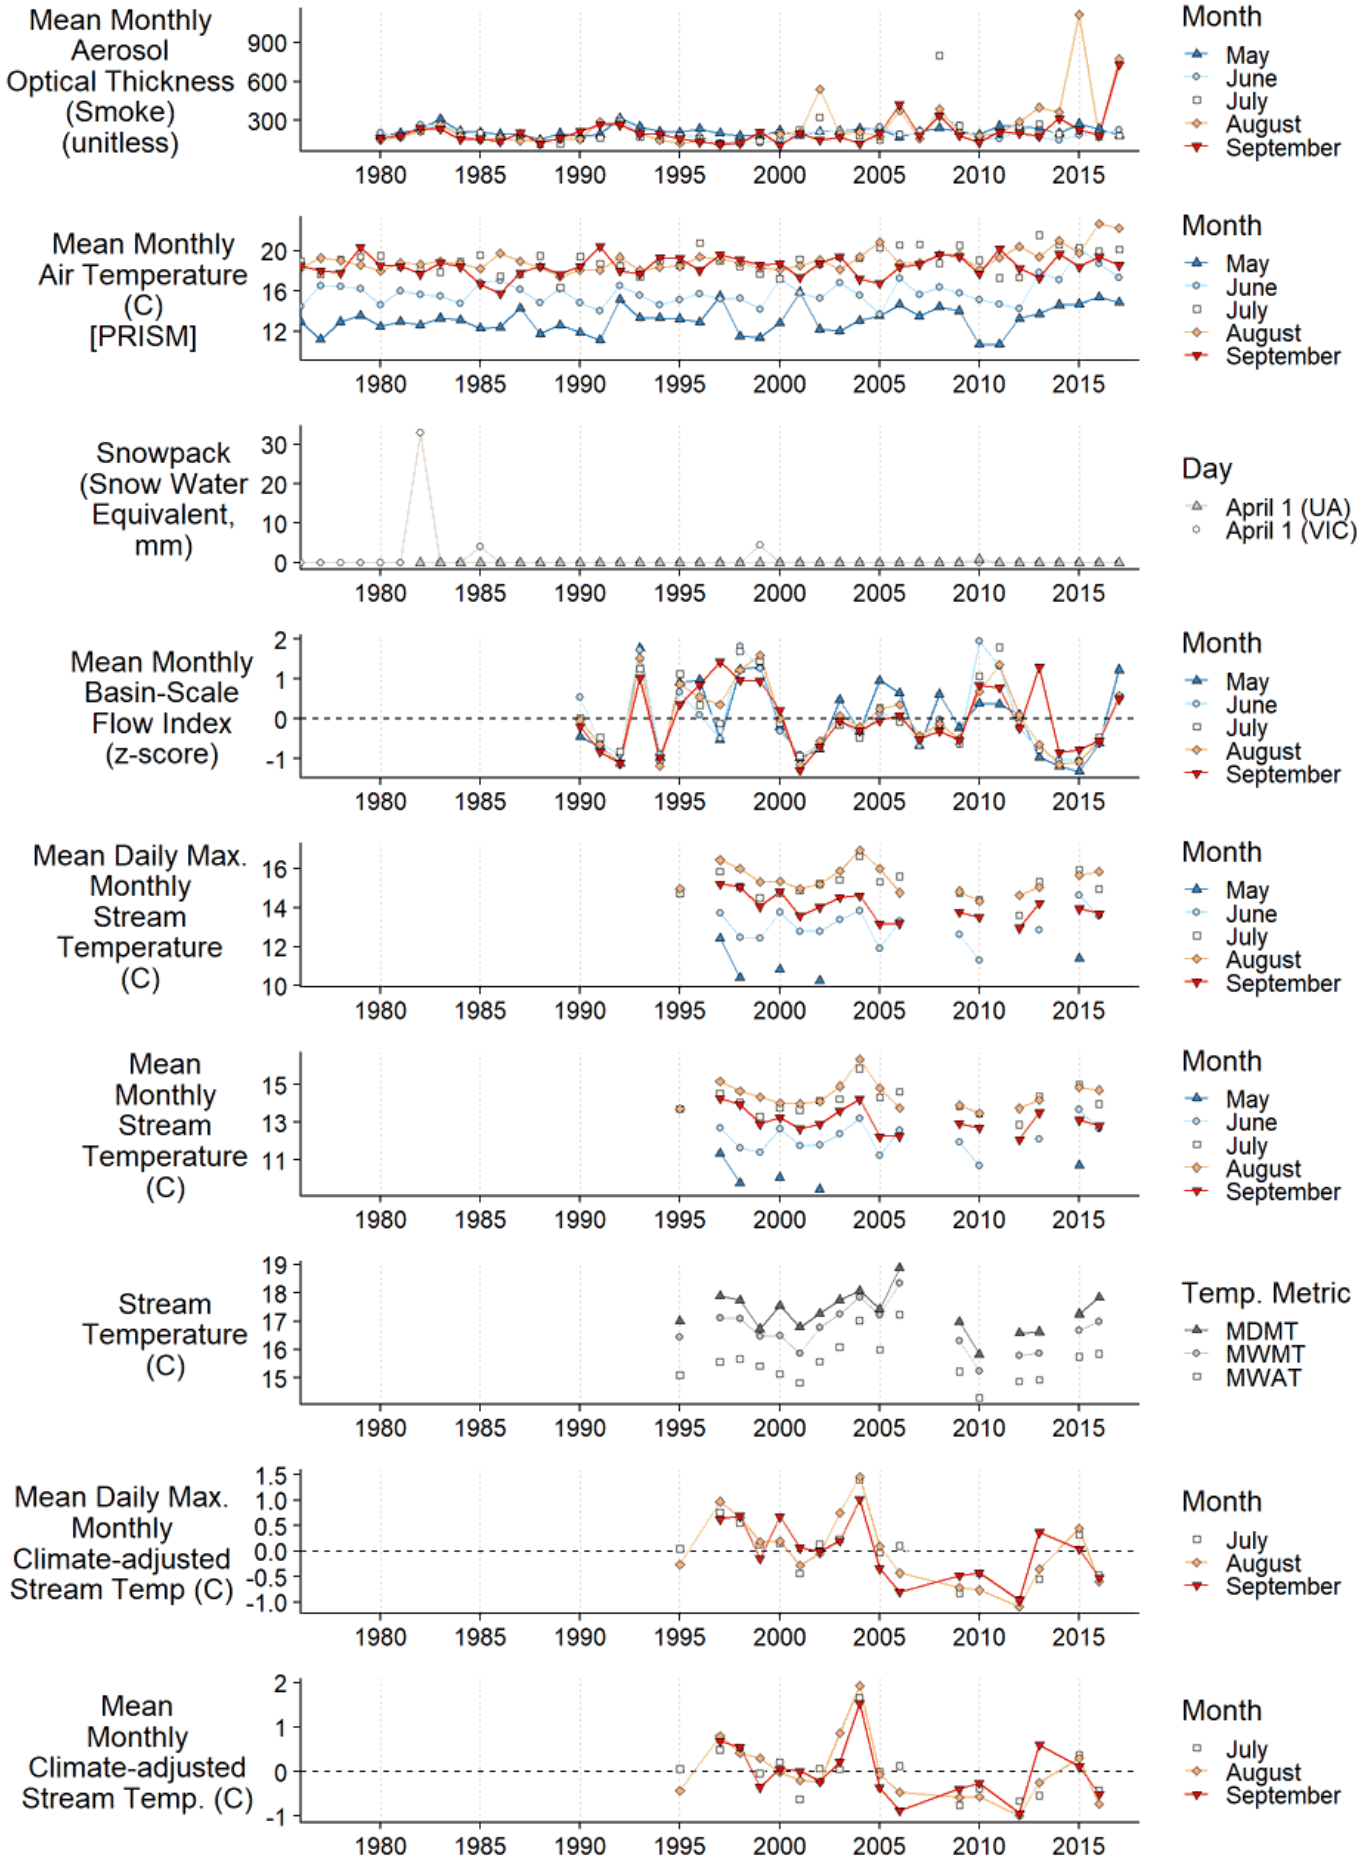 Mean Monthly
Aerosol
Optical Thickness
(Smoke)
(unitless)
900
600
300
1980 1985 1990 1995 2000 2005 2010 2015
Month
May
June
July
August
September
Mean Monthly
Air Temperature
(C)
[PRISM]
20
16
12
1980 1985 1990 1995 2000 2005 2010 2015
Month
May
June
July
August
September
Snowpack
(Snow Water
Equivalent,
mm)
30
20
10
0
1980 1985 1990 1995 2000 2005 2010 2015
Day
April 1 (UA)
April 1 (VIC)
Mean Monthly
Basin-Scale
Flow Index
(z-score)
2
1
0
-1
1980 1985 1990 1995 2000 2005 2010 2015
Month
May
June
July
August
September
Mean Daily Max.
Monthly
Stream
Temperature
(C)
16
14
12
10
1980 1985 1990 1995 2000 2005 2010 2015
Month
May
June
July
August
September
Mean
Monthly
Stream
Temperature
(C)
15
13
11
1980 1985 1990 1995 2000 2005 2010 2015
Month
May
June
July
August
September
Stream
Temperature
(C)
19
18
17
16
15
1980 1985 1990 1995 2000 2005 2010 2015
Temp. Metric
MDMT
MWMT
MWAT
Mean Daily Max.
Monthly
Climate-adjusted
Stream Temp (C)
1.5
1.0
0.5
0.0
-0.5
-1.0
1980 1985 1990 1995 2000 2005 2010 2015
Month
July
August
September
Mean
Monthly
Climate-adjusted
Stream Temp. (C)
2
1
0
-1
1980 1985 1990 1995 2000 2005 2010 2015
Month
July
August
September